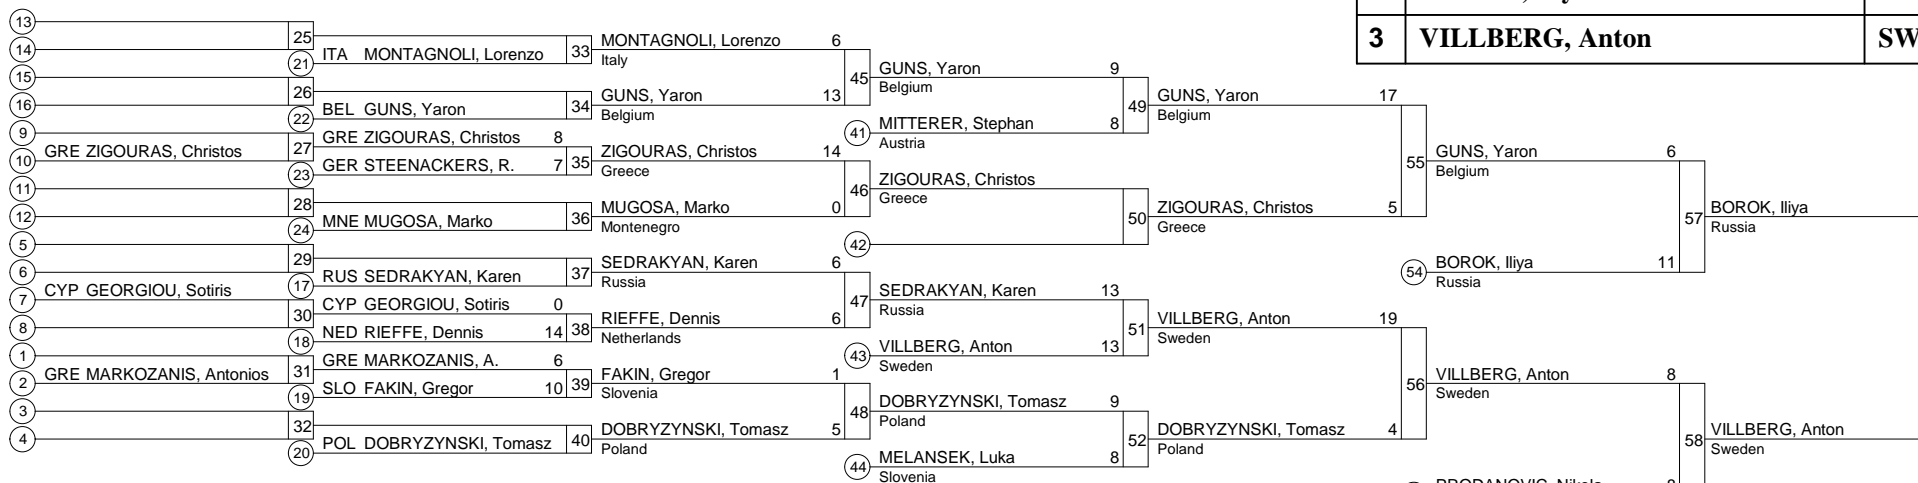 3 VILLBERG, Anton SW
13
14 25 MONTAGNOLI, Lorenzo 6
21 ITA MONTAGNOLI, Lorenzo 33 Italy
15 45 GUNS, Yaron 9
26 Belgium
16 BEL GUNS, Yaron 34 GUNS, Yaron 13 49 GUNS, Yaron 17
22 Belgium Belgium
9 GRE ZIGOURAS, Christos 8 41 MITTERER, Stephan 8
Austria
10 GRE ZIGOURAS, Christos 27 GER STEENACKERS, R. 7 35 ZIGOURAS, Christos 14 55 GUNS, Yaron 6
23 Greece Belgium
11 46 ZIGOURAS, Christos
28 Greece
12 MNE MUGOSA, Marko 36 MUGOSA, Marko 0 50 ZIGOURAS, Christos 5 57 BOROK, Iliya
24 Montenegro Greece Russia
5 42
29
6 RUS SEDRAKYAN, Karen 37 SEDRAKYAN, Karen 6 54 BOROK, Iliya 11
17 Russia Russia
7 CYP GEORGIOU, Sotiris CYP GEORGIOU, Sotiris 0 47 SEDRAKYAN, Karen 13
30 Russia
8 NED RIEFFE, Dennis 14 38 RIEFFE, Dennis 6 51 VILLBERG, Anton 19
18 Netherlands Sweden
1 GRE MARKOZANIS, A. 6 43 VILLBERG, Anton 13
Sweden
2 GRE MARKOZANIS, Antonios 31 SLO FAKIN, Gregor 10 39 FAKIN, Gregor 1 56 VILLBERG, Anton 8
19 Slovenia Sweden
3 48 DOBRYZYNSKI, Tomasz 9
32 Poland
4 POL DOBRYZYNSKI, Tomasz 40 DOBRYZYNSKI, Tomasz 5 52 DOBRYZYNSKI, Tomasz 4 58 VILLBERG, Anton
20 Poland Poland Sweden
44 MELANSEK, Luka 8
Slovenia